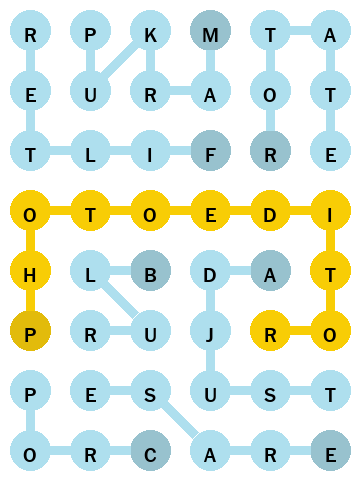 R P K M T A
E U R A O T
T L I F R E
O T O E D I
H L B D A T
P R U J R O
P E S U S T
O R C A R E